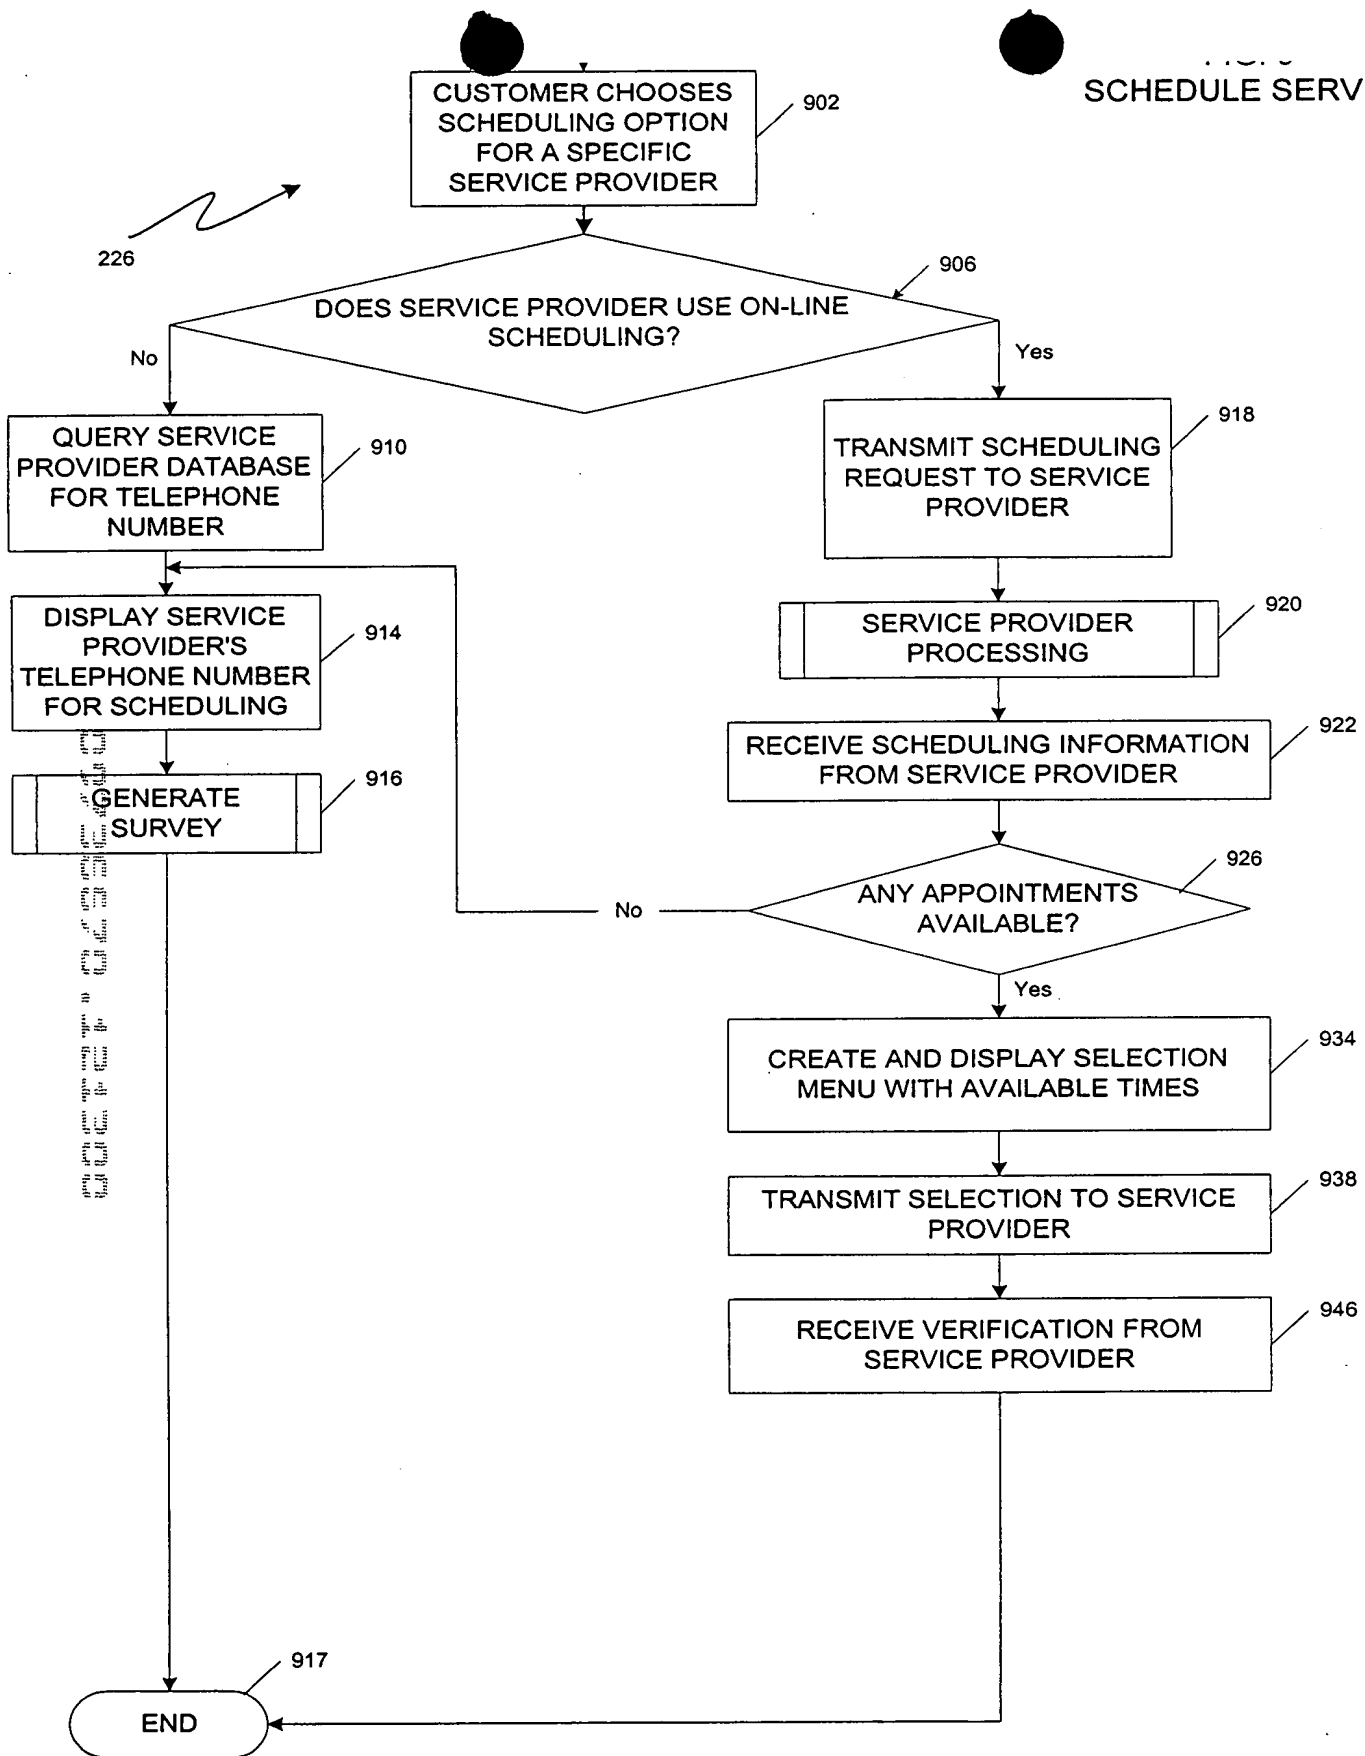 SCHEDULE SERV
CUSTOMER CHOOSES
SCHEDULING OPTION
FOR A SPECIFIC
SERVICE PROVIDER
902
226
906
DOES SERVICE PROVIDER USE ON-LINE
SCHEDULING?
No
Yes
QUERY SERVICE
PROVIDER DATABASE
FOR TELEPHONE
NUMBER
910
TRANSMIT SCHEDULING
REQUEST TO SERVICE
PROVIDER
918
DISPLAY SERVICE
PROVIDER'S
TELEPHONE NUMBER
FOR SCHEDULING
914
SERVICE PROVIDER
PROCESSING
920
RECEIVE SCHEDULING INFORMATION
FROM SERVICE PROVIDER
922
GENERATE
SURVEY
916
ANY APPOINTMENTS
AVAILABLE?
926
No
Yes
CREATE AND DISPLAY SELECTION
MENU WITH AVAILABLE TIMES
934
TRANSMIT SELECTION TO SERVICE
PROVIDER
938
RECEIVE VERIFICATION FROM
SERVICE PROVIDER
946
917
END